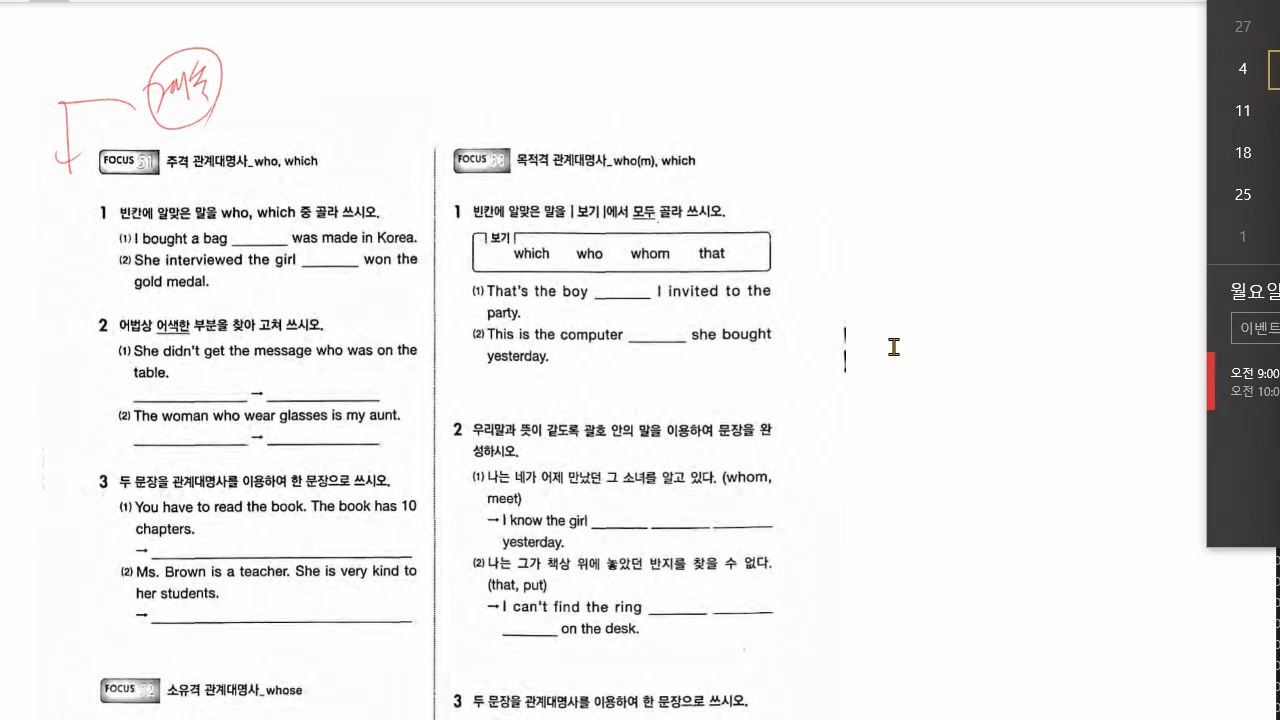 FOCUS 51 주격 관계대명사_who, which
1 빈칸에 알맞은 말을 who, which 중 골라 쓰시오.
(1) I bought a bag ______ was made in Korea.
(2) She interviewed the girl ______ won the
gold medal.
2 어법상 어색한 부분을 찾아 고쳐 쓰시오.
(1) She didn't get the message who was on the
table.
______ → ______
(2) The woman who wear glasses is my aunt.
______ → ______
3 두 문장을 관계대명사를 이용하여 한 문장으로 쓰시오.
(1) You have to read the book. The book has 10
chapters.
→ ______
(2) Ms. Brown is a teacher. She is very kind to
her students.
→ ______
FOCUS 소유격 관계대명사_whose
FOCUS 목적격 관계대명사_who(m), which
1 빈칸에 알맞은 말을 |보기|에서 모두 골라 쓰시오.
보기
which who whom that
(1) That's the boy ______ I invited to the
party.
(2) This is the computer ______ she bought
yesterday.
2 우리말과 뜻이 같도록 괄호 안의 말을 이용하여 문장을 완
성하시오.
(1) 나는 네가 어제 만났던 그 소녀를 알고 있다. (whom,
meet)
→ I know the girl ______ ______ ______
yesterday.
(2) 나는 그가 책상 위에 놓았던 반지를 찾을 수 없다.
(that, put)
→ I can't find the ring ______ ______
______ on the desk.
3 두 문장을 관계대명사를 이용하여 한 문장으로 쓰시오.
27
4
11
18
25
1
월요일
이벤트
오전 9:00
오전 10:0